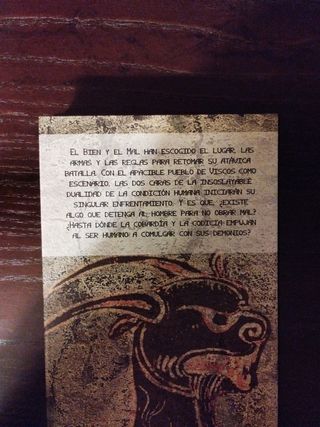 El Bien y el Mal han escogido el lugar, las
armas y las reglas para retomar su atávica
batalla. Con el apacible pueblo de Viscos como
escenario, las dos caras de la insoslayable
dualidad de la condición humana iniciarán su
singular enfrentamiento. Y es que, ¿existe
algo que detenga al hombre para no obrar mal?
¿Hasta dónde la cobardía y la codicia empujan
al ser humano a comulgar con sus demonios?